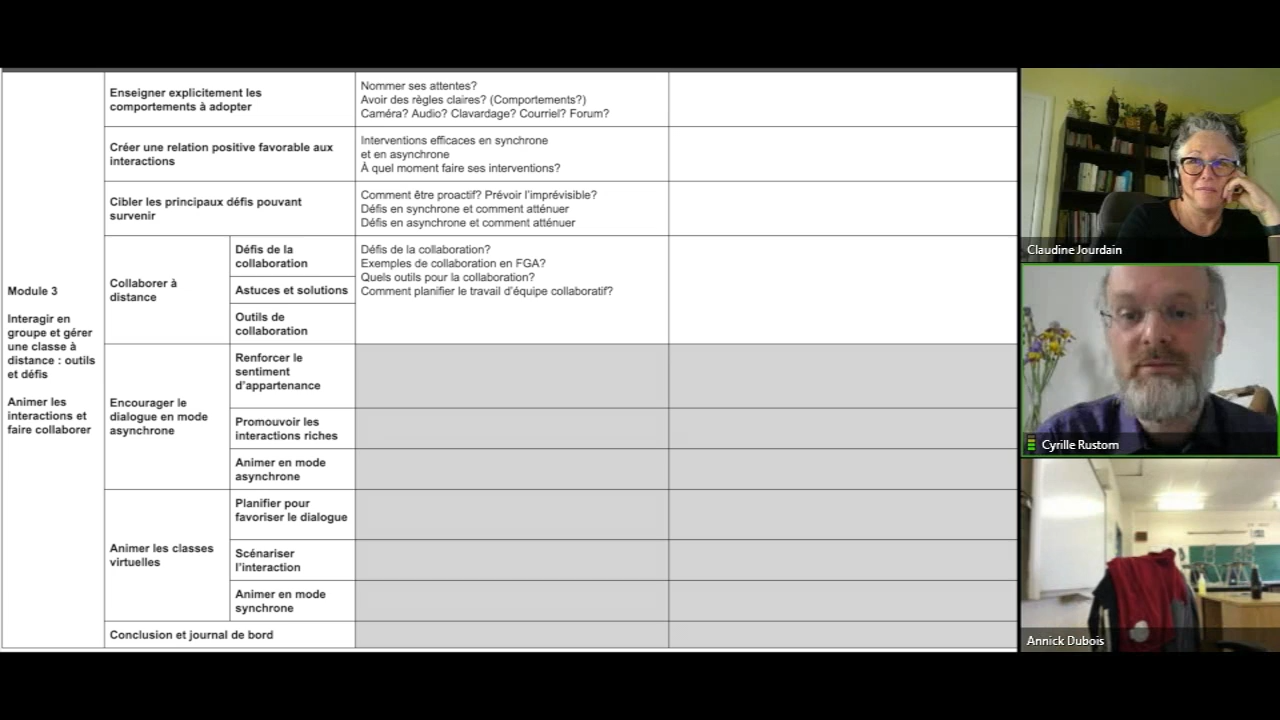 Module 3
Interagir en
groupe et gérer
une classe à
distance : outils
et défis
Animer les
interactions et
faire collaborer
Enseigner explicitement les
comportements à adopter
Nommer ses attentes?
Avoir des règles claires? (Comportements?)
Caméra? Audio? Clavardage? Courriel? Forum?
Créer une relation positive favorable aux
interactions
Interventions efficaces en synchrone
et en asynchrone
À quel moment faire ses interventions?
Cibler les principaux défis pouvant
survenir
Comment être proactif? Prévoir l'imprévisible?
Défis en synchrone et comment atténuer
Défis en asynchrone et comment atténuer
Collaborer à
distance
Défis de la
collaboration
Astuces et solutions
Outils de
collaboration
Défis de la collaboration?
Exemples de collaboration en FGA?
Quels outils pour la collaboration?
Comment planifier le travail d'équipe collaboratif?
Encourager le
dialogue en mode
asynchrone
Renforcer le
sentiment
d'appartenance
Promouvoir les
interactions riches
Animer en mode
asynchrone
Animer les classes
virtuelles
Planifier pour
favoriser le dialogue
Scénariser
l'interaction
Animer en mode
synchrone
Conclusion et journal de bord
Claudine Jourdain
Cyrille Rustom
Annick Dubois